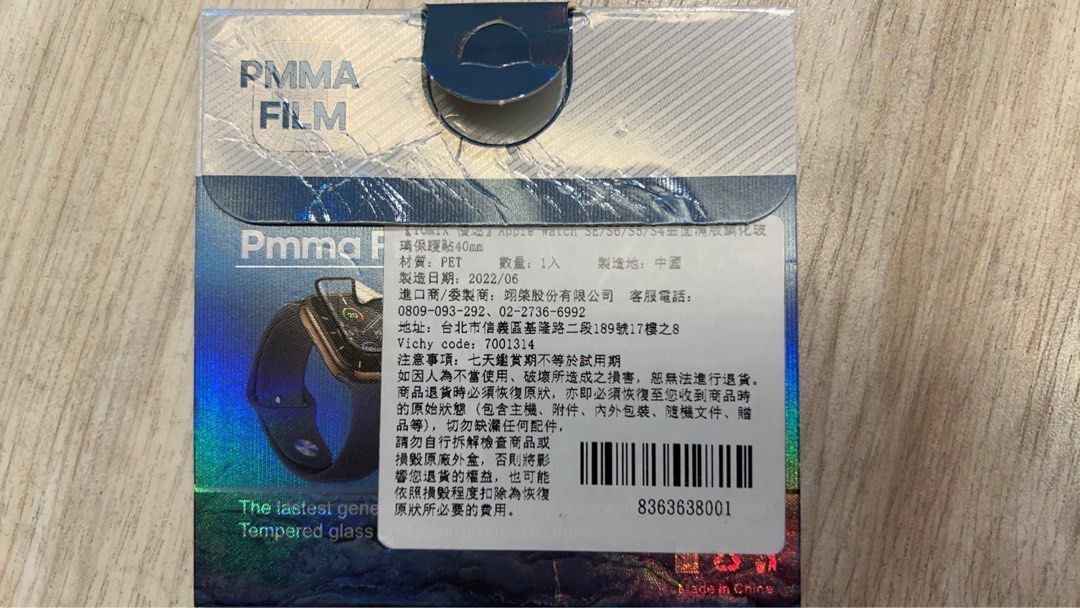 PMMA
FILM
Pmma F
『YOMIX 優迷』Apple Watch SE/S6/S5/S4曲面滿版鋼化玻
璃保護貼40mm
材質: PET 數量: 1入 製造地: 中國
製造日期: 2022/06
進口商/委製商: 翊榮股份有限公司 客服電話:
0809-093-292、02-2736-6992
地址: 台北市信義區基隆路二段189號17樓之8
Vichy code: 7001314
注意事項: 七天鑑賞期不等於試用期
如因人為不當使用、破壞所造成之損害, 恕無法進行退貨。
商品退貨時必須恢復原狀, 亦即必須恢復至您收到商品時
的原始狀態 (包含主機、附件、內外包裝、隨機文件、贈
品等), 切勿缺漏任何配件,
請勿自行拆解檢查商品或
損毀原廠外盒, 否則將影
響您退貨的權益, 也可能
依照損毀程度扣除為恢復
原狀所必要的費用。
8363638001
The lastest gene
Tempered glass
Made in China